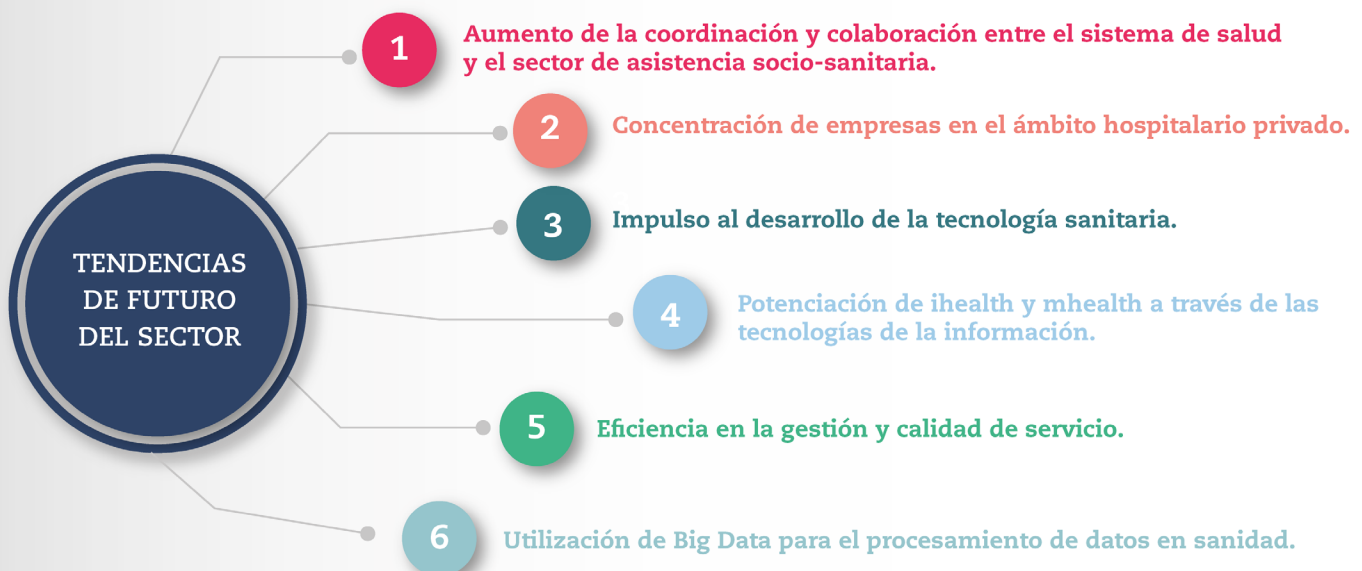 TENDENCIAS
DE FUTURO
DEL SECTOR
1
Aumento de la coordinación y colaboración entre el sistema de salud
y el sector de asistencia socio-sanitaria.
2
Concentración de empresas en el ámbito hospitalario privado.
3
Impulso al desarrollo de la tecnología sanitaria.
4
Potenciación de ihealth y mhealth a través de las
tecnologías de la información.
5
Eficiencia en la gestión y calidad de servicio.
6
Utilización de Big Data para el procesamiento de datos en sanidad.